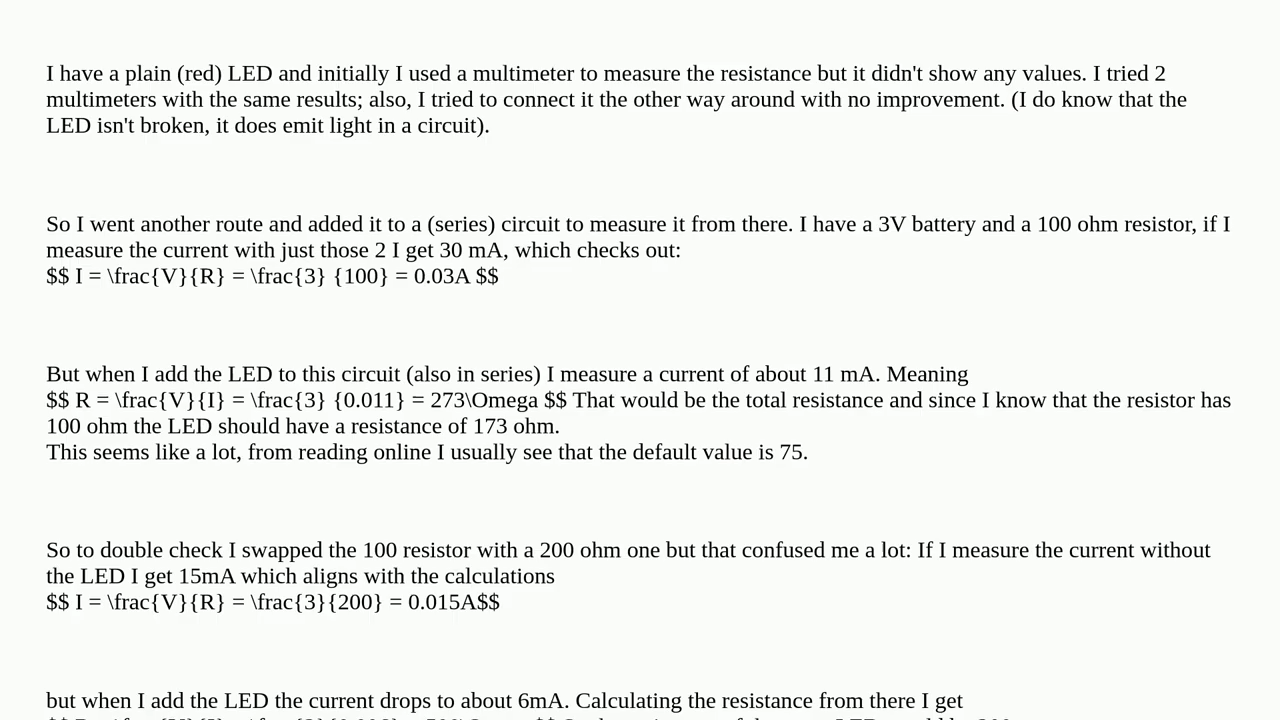 I have a plain (red) LED and initially I used a multimeter to measure the resistance but it didn't show any values. I tried 2
multimeters with the same results; also, I tried to connect it the other way around with no improvement. (I do know that the
LED isn't broken, it does emit light in a circuit).
So I went another route and added it to a (series) circuit to measure it from there. I have a 3V battery and a 100 ohm resistor, if I
measure the current with just those 2 I get 30 mA, which checks out:
$$ I = \frac{V}{R} = \frac{3} {100} = 0.03A $$
But when I add the LED to this circuit (also in series) I measure a current of about 11 mA. Meaning
$$ R = \frac{V}{I} = \frac{3} {0.011} = 273\Omega $$ That would be the total resistance and since I know that the resistor has
100 ohm the LED should have a resistance of 173 ohm.
This seems like a lot, from reading online I usually see that the default value is 75.
So to double check I swapped the 100 resistor with a 200 ohm one but that confused me a lot: If I measure the current without
the LED I get 15mA which aligns with the calculations
$$ I = \frac{V}{R} = \frac{3}{200} = 0.015A$$
but when I add the LED the current drops to about 6mA. Calculating the resistance from there I get